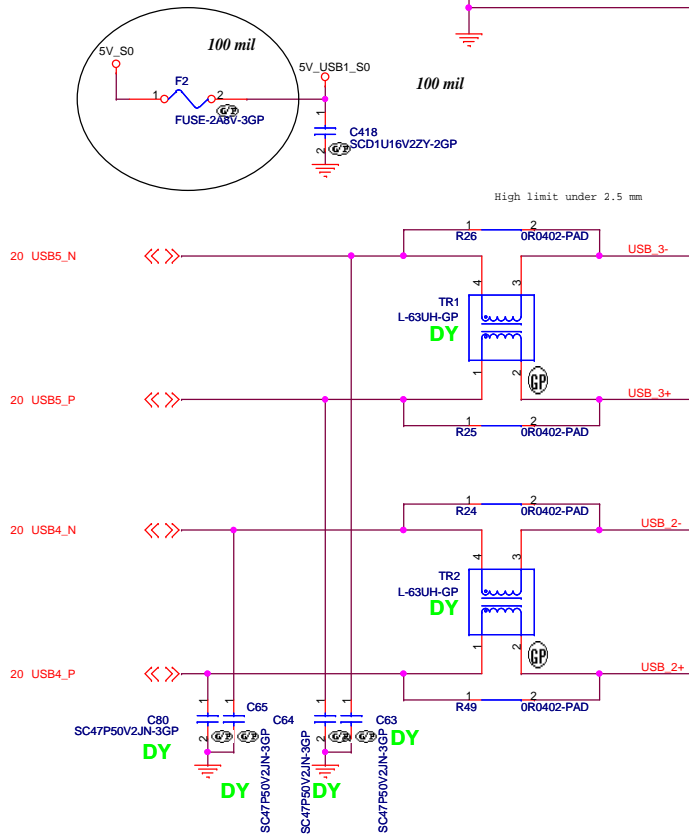 100 mil
5V_S0
F2
1
2
G/P
FUSE-2A8V-3GP
5V_USB1_S0
100 mil
1
C418
2
G/P
SCD1U16V2ZY-2GP
High limit under 2.5 mm
1
2
R26
0R0402-PAD
20 USB5_N
USB_3-
4
3
TR1
L-63UH-GP
DY
1
2
GP
20 USB5_P
USB_3+
1
2
R25
0R0402-PAD
1
2
R24
0R0402-PAD
20 USB4_N
USB_2-
4
3
TR2
L-63UH-GP
DY
1
2
GP
20 USB4_P
USB_2+
1
2
R49
0R0402-PAD
1
C80
2
G/P
SC47P50V2JN-3GP
DY
1
C65
2
G/P
SC47P50V2JN-3GP
DY
1
C64
2
G/P
SC47P50V2JN-3GP
DY
1
C63
2
G/P
SC47P50V2JN-3GP
DY